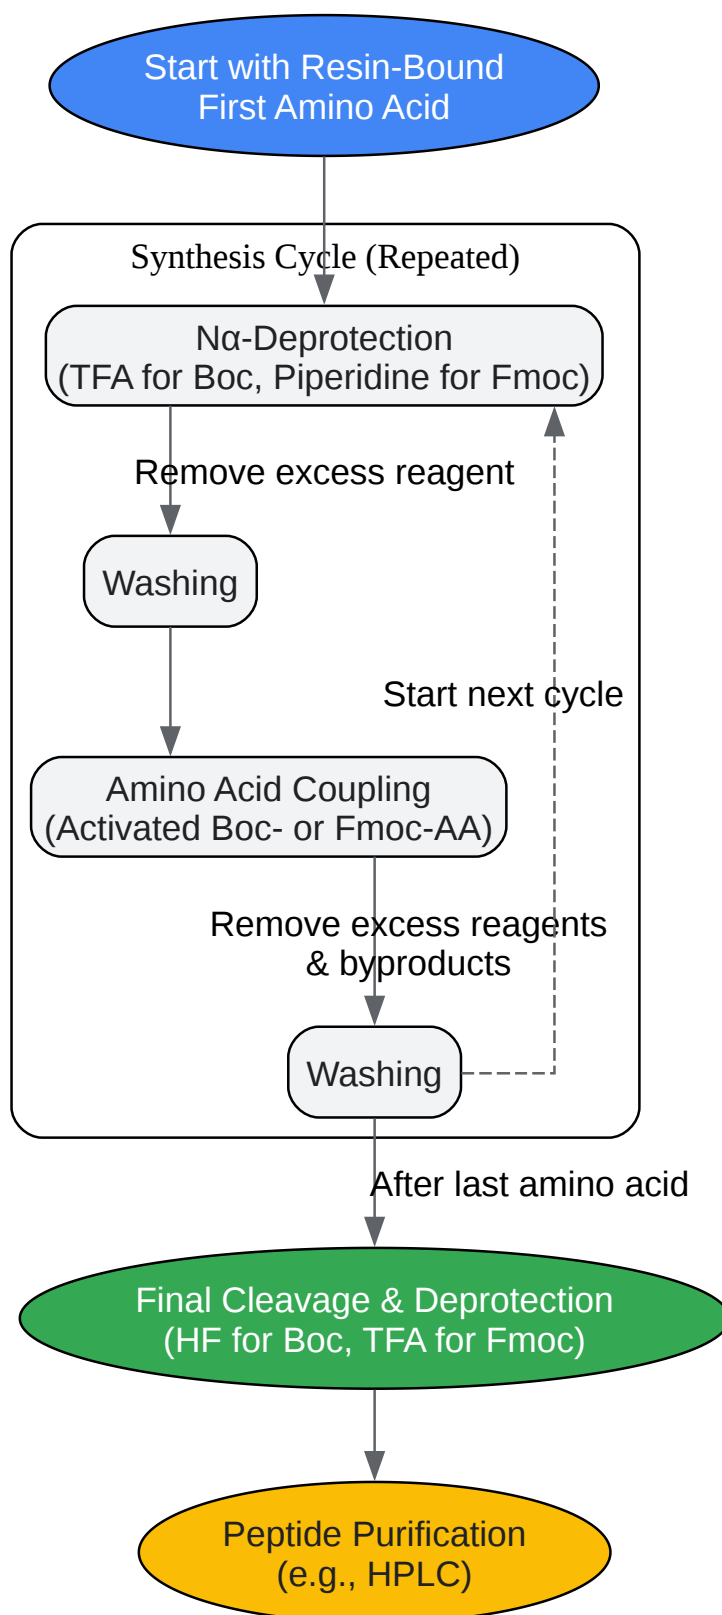 Start with Resin-Bound
First Amino Acid
Synthesis Cycle (Repeated)
Nα-Deprotection
(TFA for Boc, Piperidine for Fmoc)
Remove excess reagent
Washing
Start next cycle
Amino Acid Coupling
(Activated Boc- or Fmoc-AA)
Remove excess reagents
& byproducts
Washing
After last amino acid
Final Cleavage & Deprotection
(HF for Boc, TFA for Fmoc)
Peptide Purification
(e.g., HPLC)